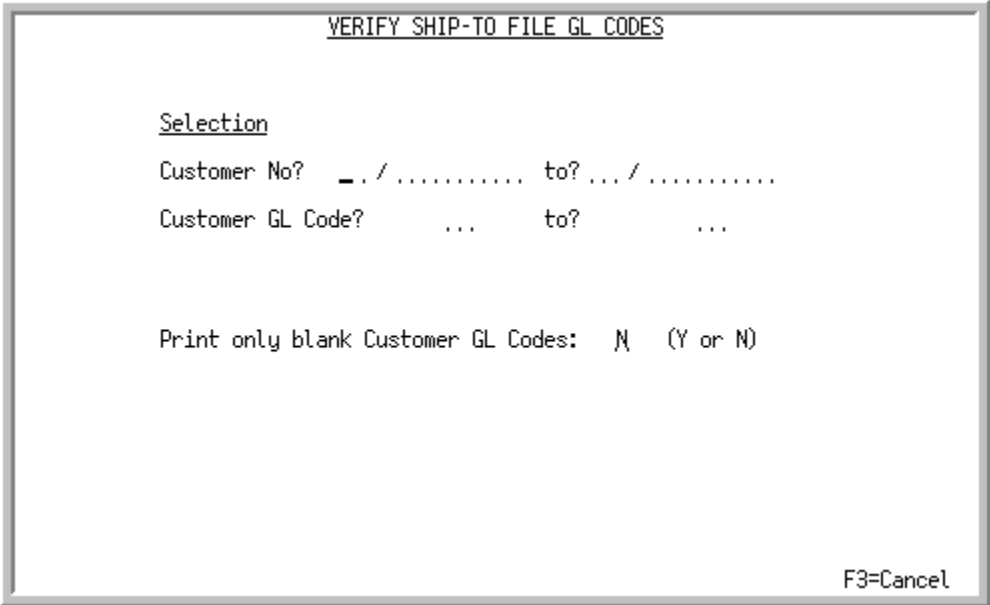 VERIFY SHIP-TO FILE GL CODES
Selection
Customer No? _ . / ........... to? ... / ...........
Customer GL Code? ... to? ...
Print only blank Customer GL Codes: N (Y or N)
F3=Cancel